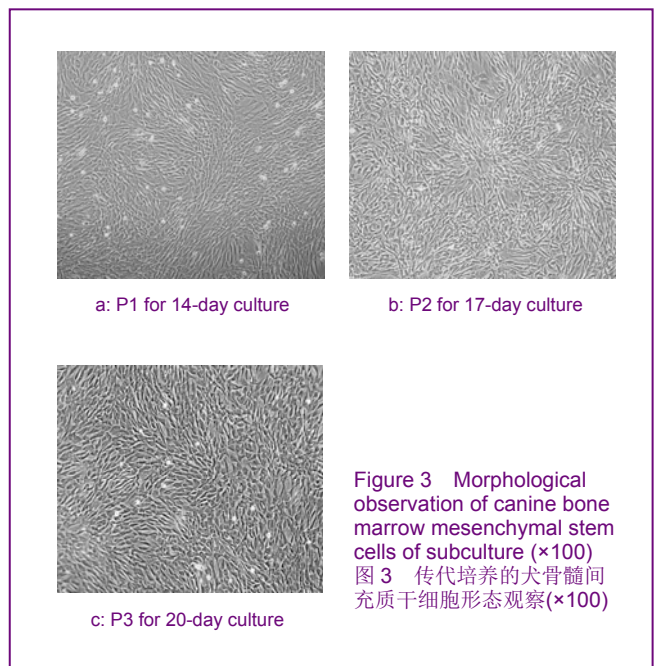 a: P1 for 14-day culture
b: P2 for 17-day culture
c: P3 for 20-day culture
Figure 3 Morphological
observation of canine bone
marrow mesenchymal stem
cells of subculture (×100)
图 3 传代培养的犬骨髓间
充质干细胞形态观察(×100)